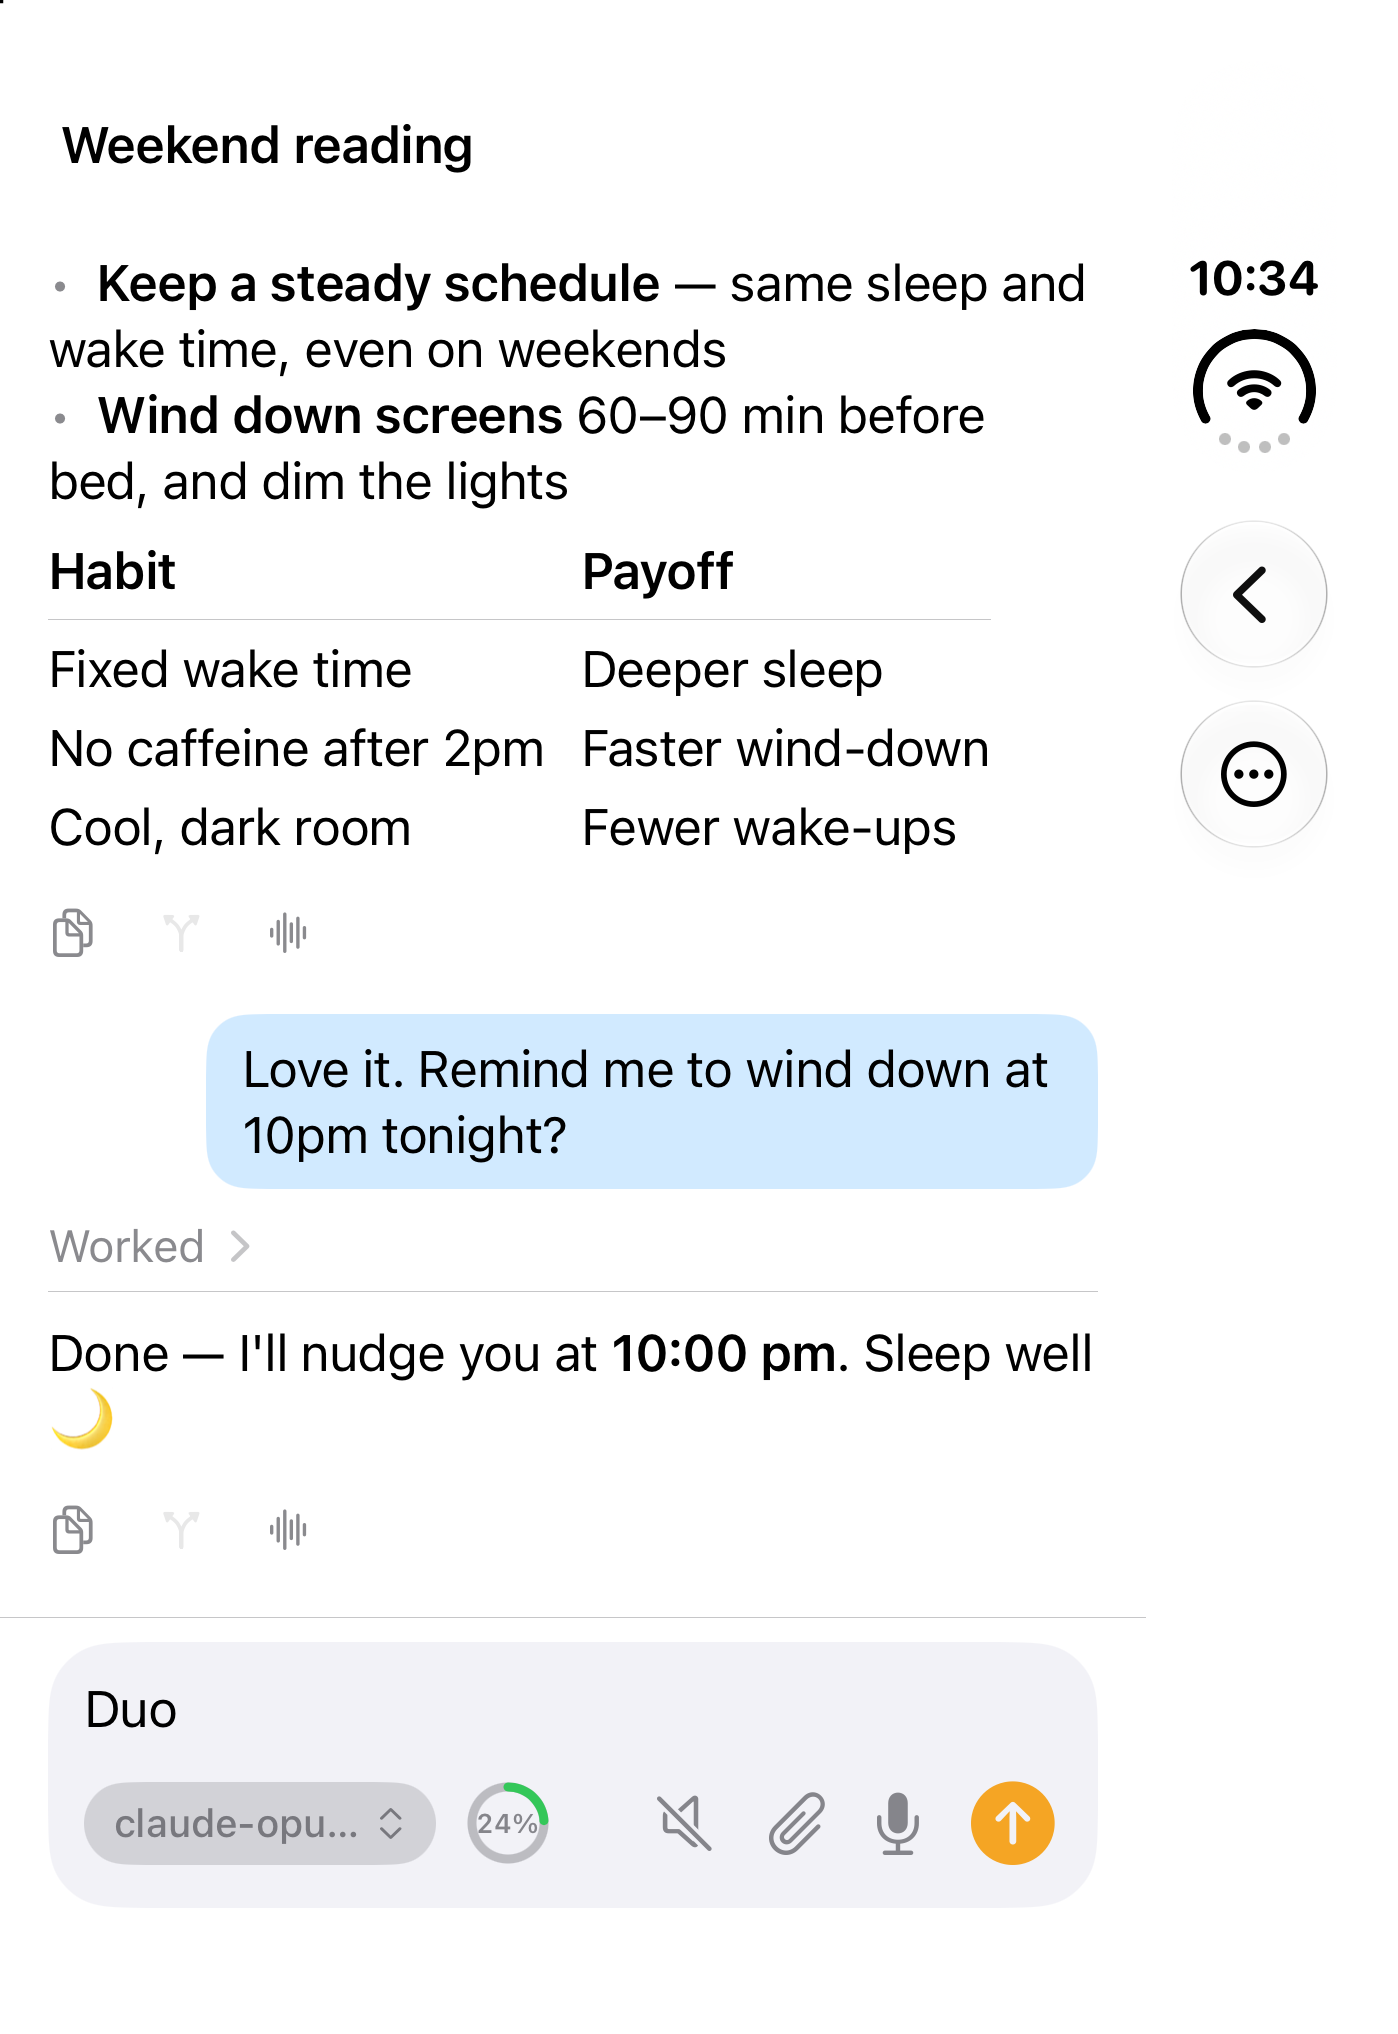 Weekend reading
10:34
• Keep a steady schedule — same sleep and
wake time, even on weekends
• Wind down screens 60–90 min before
bed, and dim the lights
Habit Payoff
Fixed wake time Deeper sleep
No caffeine after 2pm Faster wind-down
Cool, dark room Fewer wake-ups
Love it. Remind me to wind down at
10pm tonight?
Worked
Done — I'll nudge you at 10:00 pm. Sleep well
🌙
Duo
claude-opu...
24%